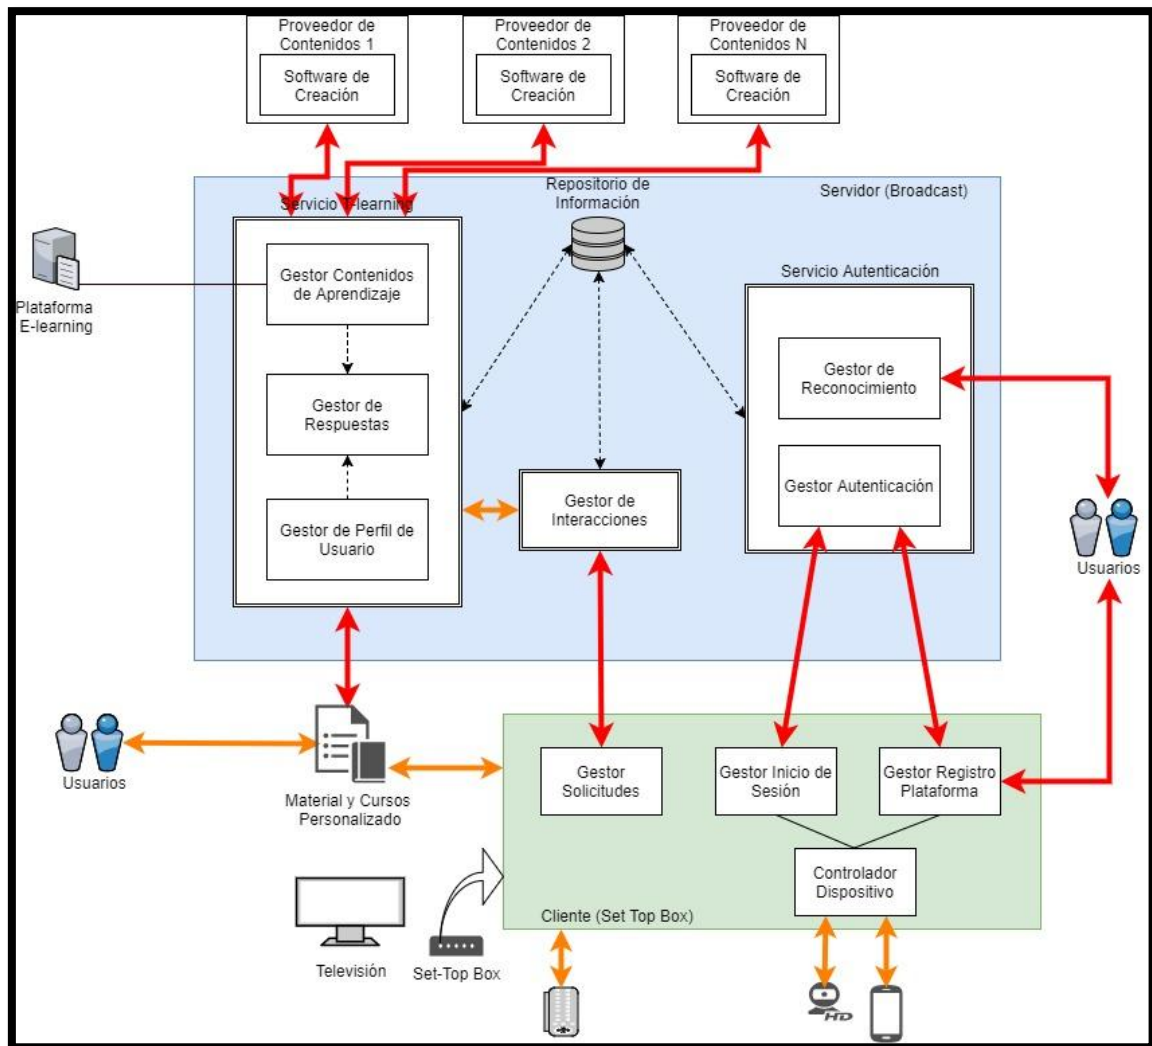 Proveedor de
Contenidos 1
Software de
Creación
Proveedor de
Contenidos 2
Software de
Creación
Proveedor de
Contenidos N
Software de
Creación
Servicio T-learning
Repositorio de
Información
Servidor (Broadcast)
Gestor Contenidos
de Aprendizaje
Plataforma
E-learning
Servicio Autenticación
Gestor de
Respuestas
Gestor de
Reconocimiento
Gestor de Perfil de
Usuario
Gestor de
Interacciones
Gestor Autenticación
Usuarios
Usuarios
Material y Cursos
Personalizado
Gestor
Solicitudes
Gestor Inicio de
Sesión
Gestor Registro
Plataforma
Controlador
Dispositivo
Cliente (Set Top Box)
Televisión
Set-Top Box
HD